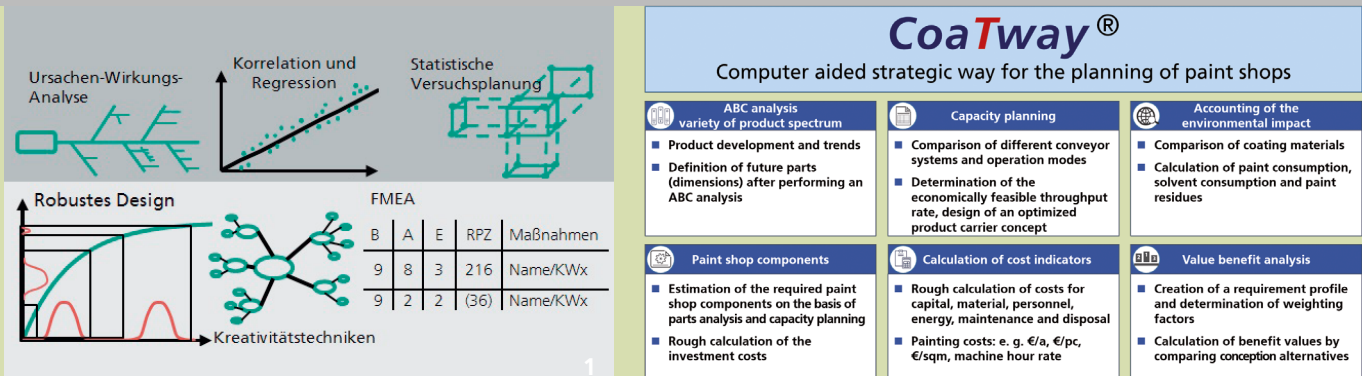 Ursachen-Wirkungs-
Analyse
Korrelation und
Regression
Statistische
Versuchsplanung
Robustes Design
Kreativitätstechniken
FMEA
B A E RPZ Maßnahmen
9 8 3 216 Name/KWx
9 2 2 (36) Name/KWx
1
CoaTway®
Computer aided strategic way for the planning of paint shops
ABC analysis
variety of product spectrum
■ Product development and trends
■ Definition of future parts
(dimensions) after performing an
ABC analysis
Capacity planning
■ Comparison of different conveyor
systems and operation modes
■ Determination of the
economically feasible throughput
rate, design of an optimized
product carrier concept
Accounting of the
environmental impact
■ Comparison of coating materials
■ Calculation of paint consumption,
solvent consumption and paint
residues
Paint shop components
■ Estimation of the required paint
shop components on the basis of
parts analysis and capacity planning
■ Rough calculation of the
investment costs
Calculation of cost indicators
■ Rough calculation of costs for
capital, material, personnel,
energy, maintenance and disposal
■ Painting costs: e. g. €/a, €/pc,
€/sqm, machine hour rate
Value benefit analysis
■ Creation of a requirement profile
and determination of weighting
factors
■ Calculation of benefit values by
comparing conception alternatives